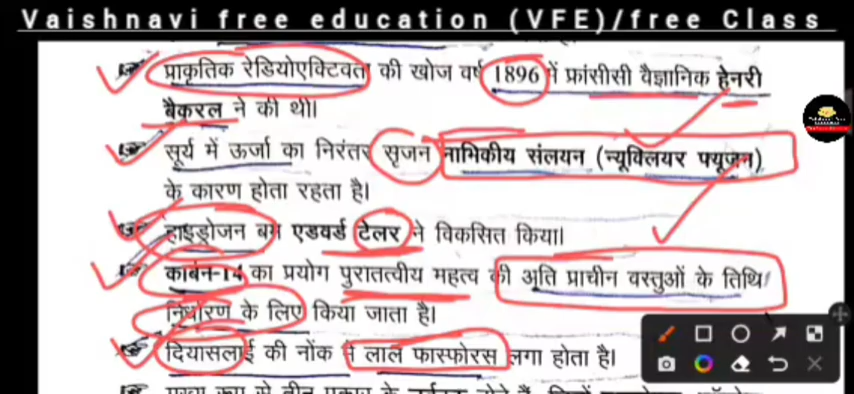 Vaishnavi free education (VFE)/free Class
प्राकृतिक रेडियोएक्टिवता की खोज वर्ष 1896 में फ्रांसीसी वैज्ञानिक हेनरी
बैकरल ने की थी।
सूर्य में ऊर्जा का निरंतर सृजन नाभिकीय संलयन (न्यूक्लियर फ्यूजन)
के कारण होता रहता है।
हाइड्रोजन बम एडवर्ड टेलर ने विकसित किया।
कार्बन-14 का प्रयोग पुरातत्वीय महत्व की अति प्राचीन वस्तुओं के तिथि
निर्धारण के लिए किया जाता है।
दियासलाई की नोंक में लाल फास्फोरस लगा होता है।